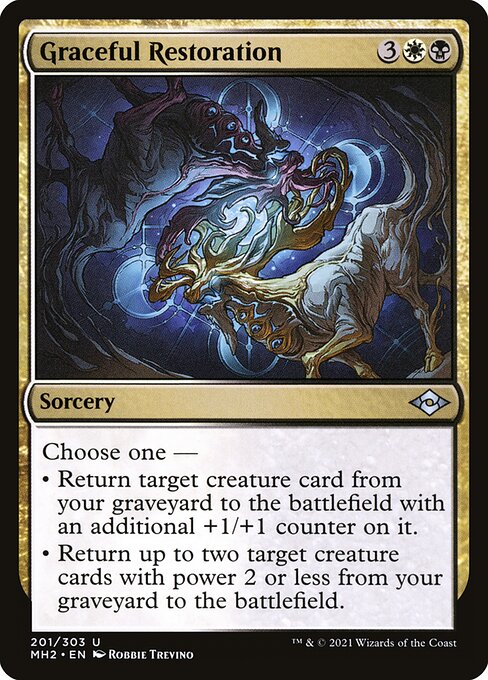 Graceful Restoration 3
Sorcery
Choose one —
• Return target creature card from
your graveyard to the battlefield with
an additional +1/+1 counter on it.
• Return up to two target creature
cards with power 2 or less from your
graveyard to the battlefield.
201/303 U
™ & © 2021 Wizards of the Coast
MH2 • EN Robbie Trevino